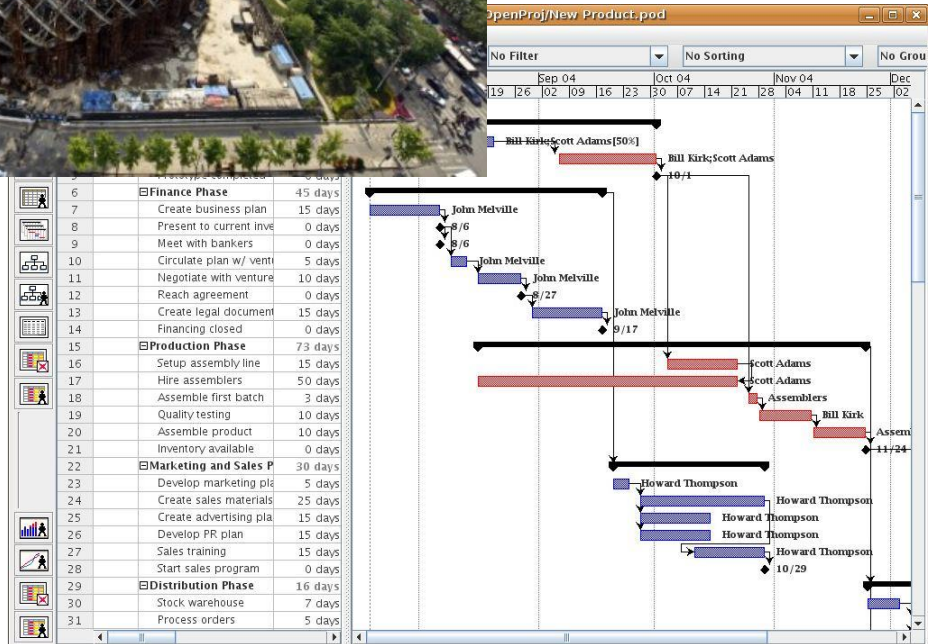 OpenProj/New Product.pod
No Filter No Sorting No Grou
Sep 04 Oct 04 Nov 04 Dec
19 26 02 09 16 23 30 07 14 21 28 04 11 18 25 02
Bill Kirk;Scott Adams[50%]
Bill Kirk;Scott Adams
10/1
6 Finance Phase 45 days
7 Create business plan 15 days John Melville
8 Present to current inve 0 days 8/6
9 Meet with bankers 0 days 8/6
10 Circulate plan w/ vent 5 days John Melville
11 Negotiate with venture 10 days John Melville
12 Reach agreement 0 days 8/27
13 Create legal document 15 days John Melville
14 Financing closed 0 days 9/17
15 Production Phase 73 days
16 Setup assembly line 15 days Scott Adams
17 Hire assemblers 50 days Scott Adams
18 Assemble first batch 3 days Assemblers
19 Quality testing 10 days Bill Kirk
20 Assemble product 10 days Assem
21 Inventory available 0 days 11/24
22 Marketing and Sales P 30 days
23 Develop marketing pla 5 days Howard Thompson
24 Create sales materials 25 days Howard Thompson
25 Create advertising pla 15 days Howard Thompson
26 Develop PR plan 15 days Howard Thompson
27 Sales training 15 days Howard Thompson
28 Start sales program 0 days 10/29
29 Distribution Phase 16 days
30 Stock warehouse 7 days
31 Process orders 5 days